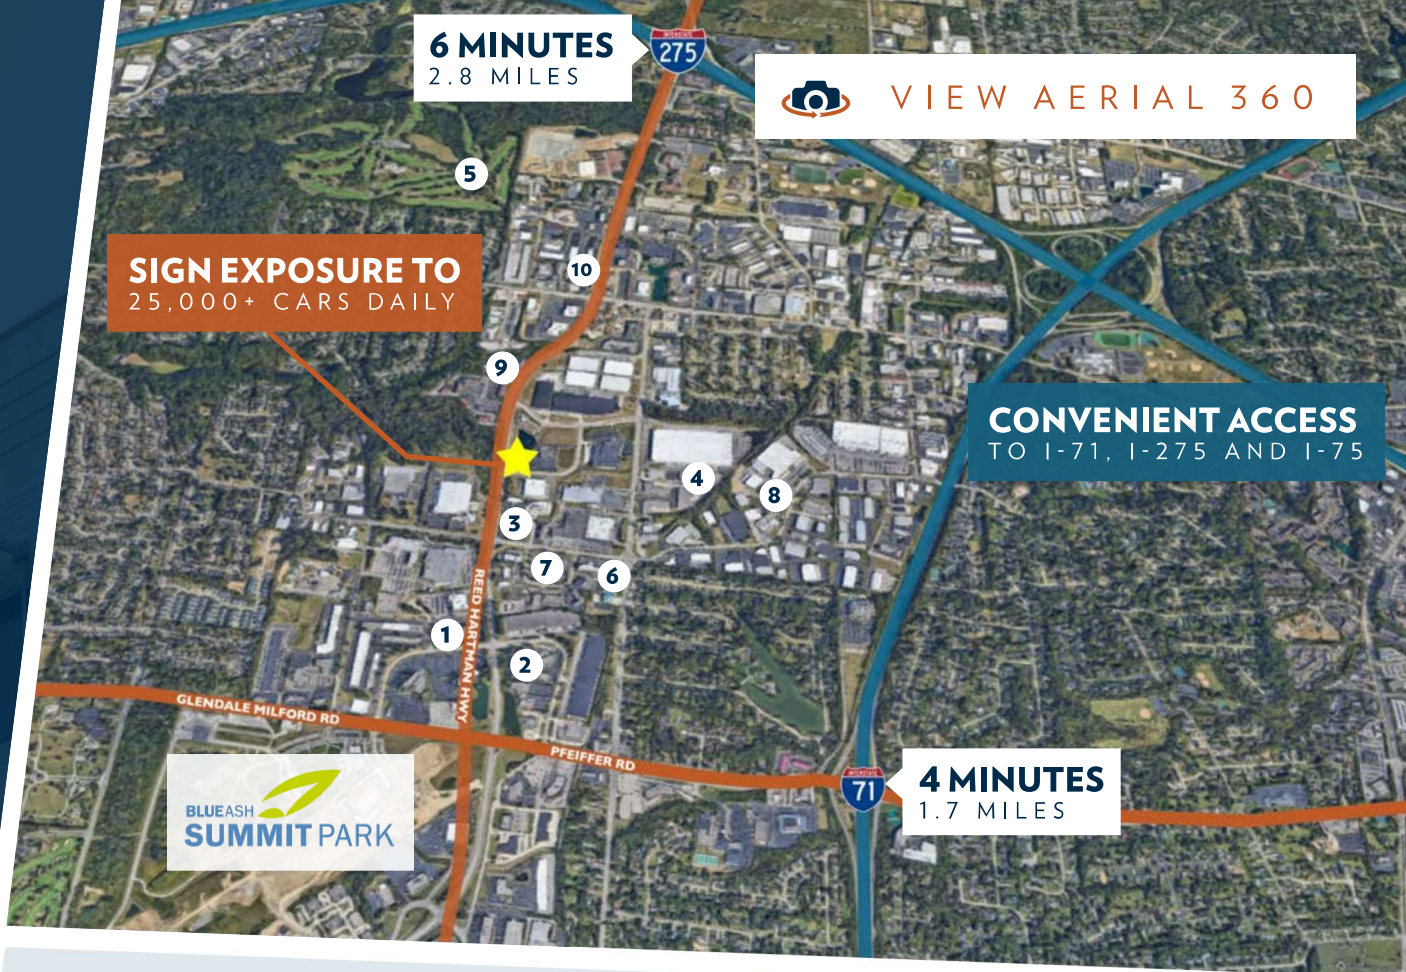 6 MINUTES
2.8 MILES
INTERSTATE
275
VIEW AERIAL 360
5
SIGN EXPOSURE TO
25,000+ CARS DAILY
10
9
CONVENIENT ACCESS
TO I-71, I-275 AND I-75
4
8
3
7
6
1
2
REED HARTMAN HWY
GLENDALE MILFORD RD
PFEIFFER RD
BLUEASH
SUMMIT PARK
INTERSTATE
71
4 MINUTES
1.7 MILES